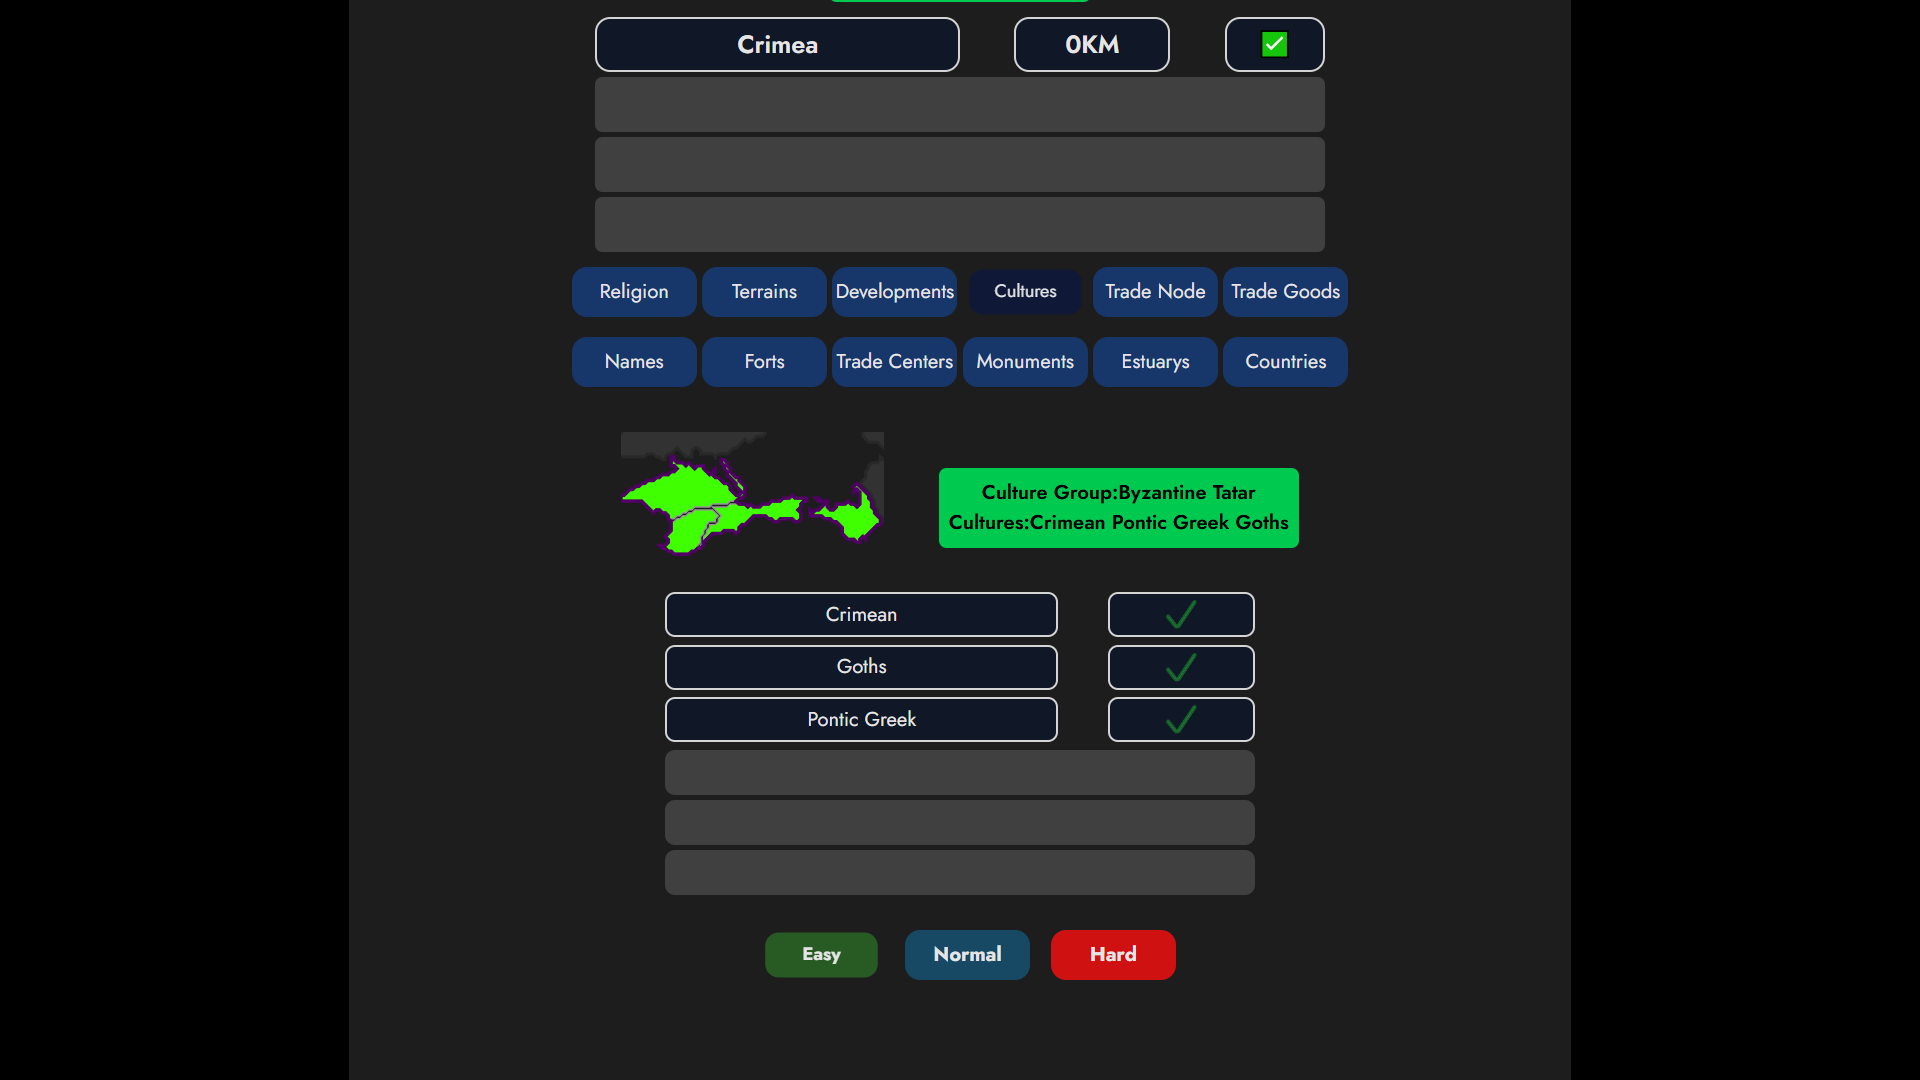 Crimea 0KM
Religion Terrains Developments Cultures Trade Node Trade Goods
Names Forts Trade Centers Monuments Estuarys Countries
Culture Group:Byzantine Tatar
Cultures:Crimean Pontic Greek Goths
Crimean
Goths
Pontic Greek
Easy Normal Hard